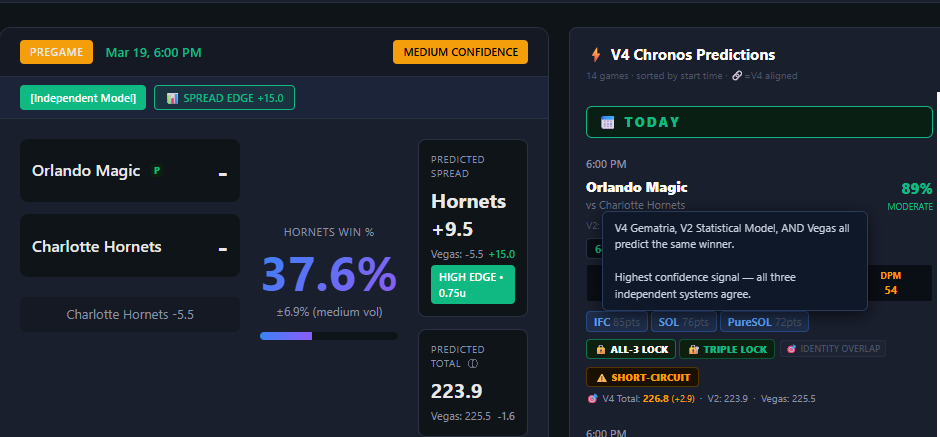 PREGAME
Mar 19, 6:00 PM
MEDIUM CONFIDENCE
[Independent Model]
SPREAD EDGE +15.0
Orlando Magic P -
Charlotte Hornets -
Charlotte Hornets -5.5
HORNETS WIN %
37.6%
±6.9% (medium vol)
PREDICTED
SPREAD
Hornets
+9.5
Vegas: -5.5 +15.0
HIGH EDGE •
0.75u
PREDICTED
TOTAL ⓘ
223.9
Vegas: 225.5 -1.6
V4 Chronos Predictions
14 games · sorted by start time · 🔗=V4 aligned
TODAY
6:00 PM
Orlando Magic
89%
vs Charlotte Hornets
MODERATE
V2:
V4 Gematria, V2 Statistical Model, AND Vegas all
predict the same winner.
Highest confidence signal — all three
independent systems agree.
6
DPM
54
IFC 85pts
SOL 76pts
PureSOL 72pts
ALL-3 LOCK
TRIPLE LOCK
IDENTITY OVERLAP
SHORT-CIRCUIT
V4 Total: 226.8 (+2.9) · V2: 223.9 · Vegas: 225.5
6:00 PM